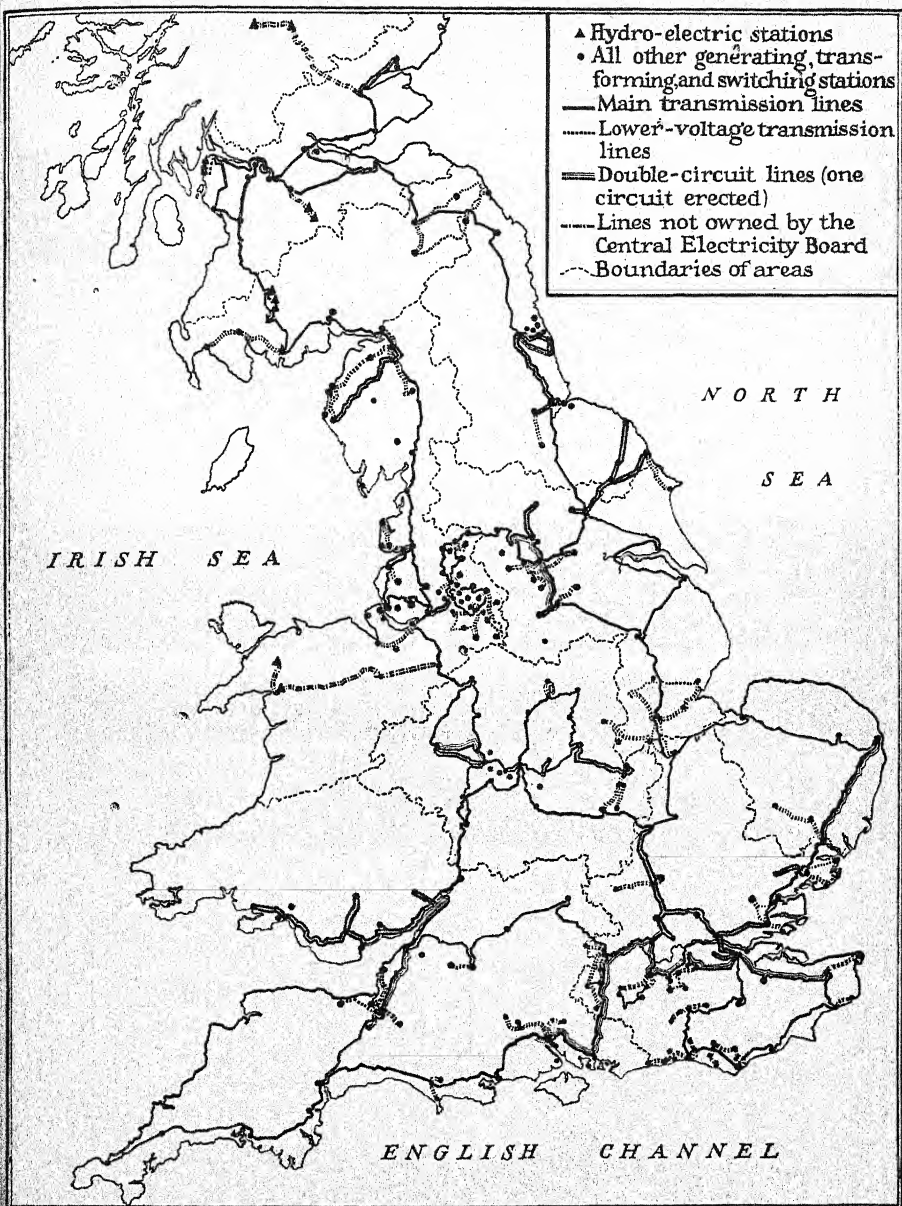 ▲ Hydro-electric stations
• All other generating, trans-
forming, and switching stations
Main transmission lines
Lower-voltage transmission
lines
Double-circuit lines (one
circuit erected)
Lines not owned by the
Central Electricity Board
Boundaries of areas
NORTH
SEA
IRISH SEA
ENGLISH CHANNEL